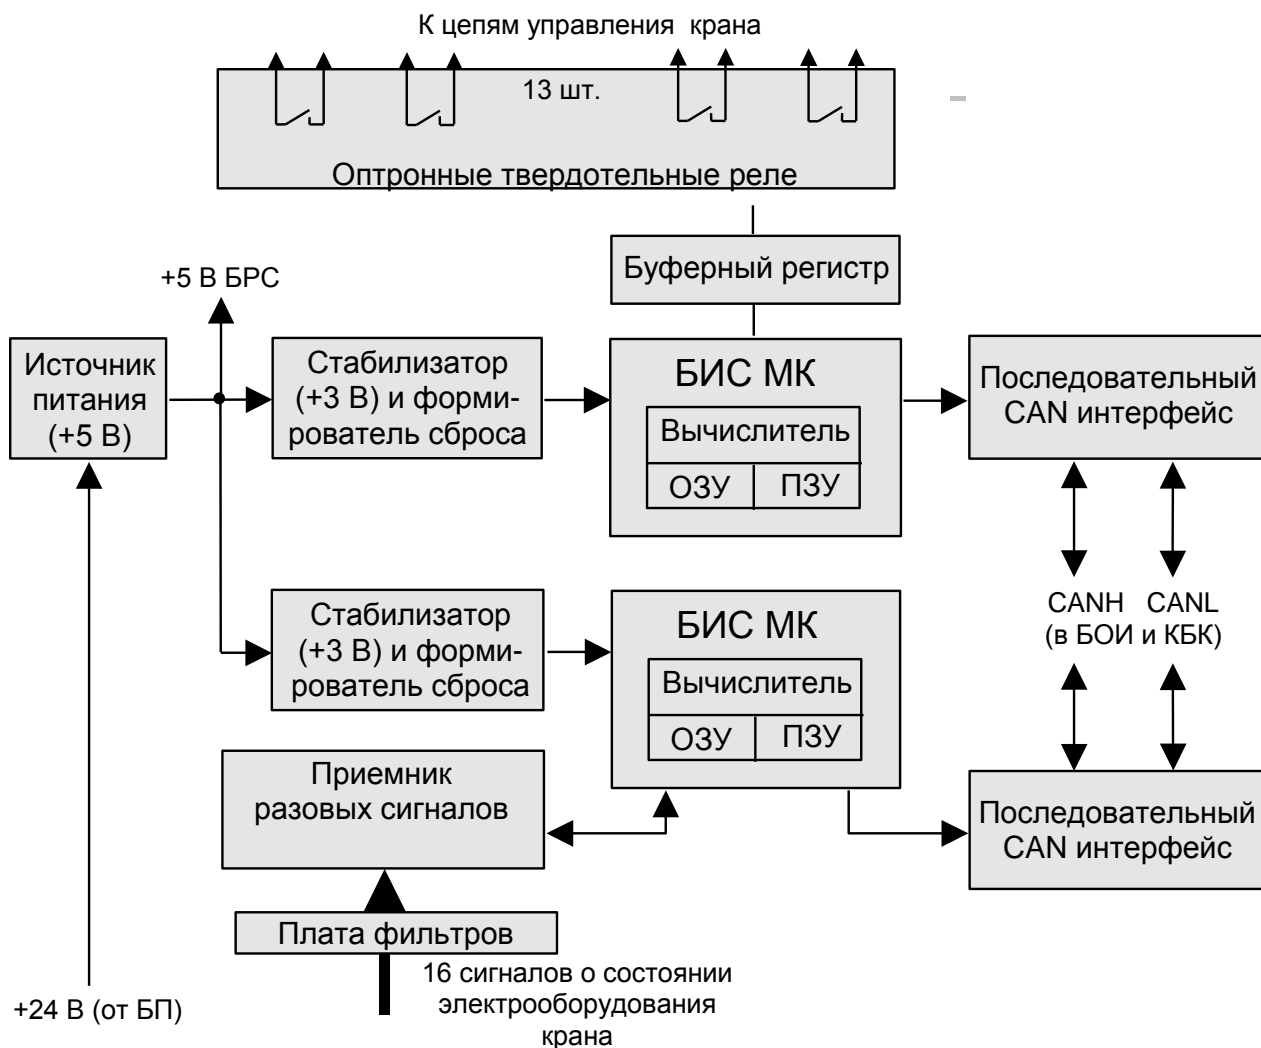 К цепям управления крана
13 шт.
Оптронные твердотельные реле
Буферный регистр
+5 В БРС
Источник
питания
(+5 В)
Стабилизатор
(+3 В) и форми-
рователь сброса
БИС МК
Вычислитель
ОЗУ ПЗУ
Последовательный
CAN интерфейс
Стабилизатор
(+3 В) и форми-
рователь сброса
БИС МК
Вычислитель
ОЗУ ПЗУ
CANH CANL
(в БОИ и КБК)
Приемник
разовых сигналов
Последовательный
CAN интерфейс
Плата фильтров
16 сигналов о состоянии
электрооборудования
крана
+24 В (от БП)